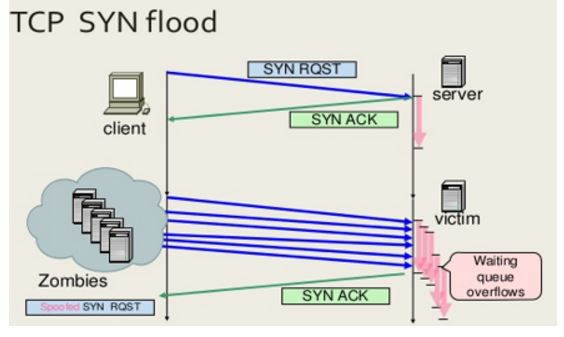 TCP SYN flood
SYN RQST
server
client
SYN ACK
victim
Waiting
queue
overflows
Zombies
SYN ACK
Spoofed SYN RQST